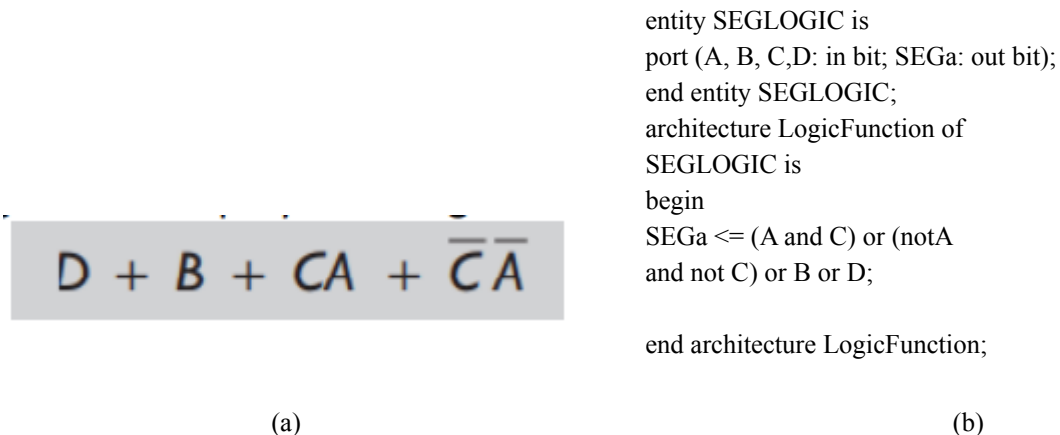 D + B + CA + C̅ A̅
(a)
entity SEGLOGIC is
port (A, B, C,D: in bit; SEGa: out bit);
end entity SEGLOGIC;
architecture LogicFunction of
SEGLOGIC is
begin
SEGa <= (A and C) or (notA
and not C) or B or D;
end architecture LogicFunction;
(b)